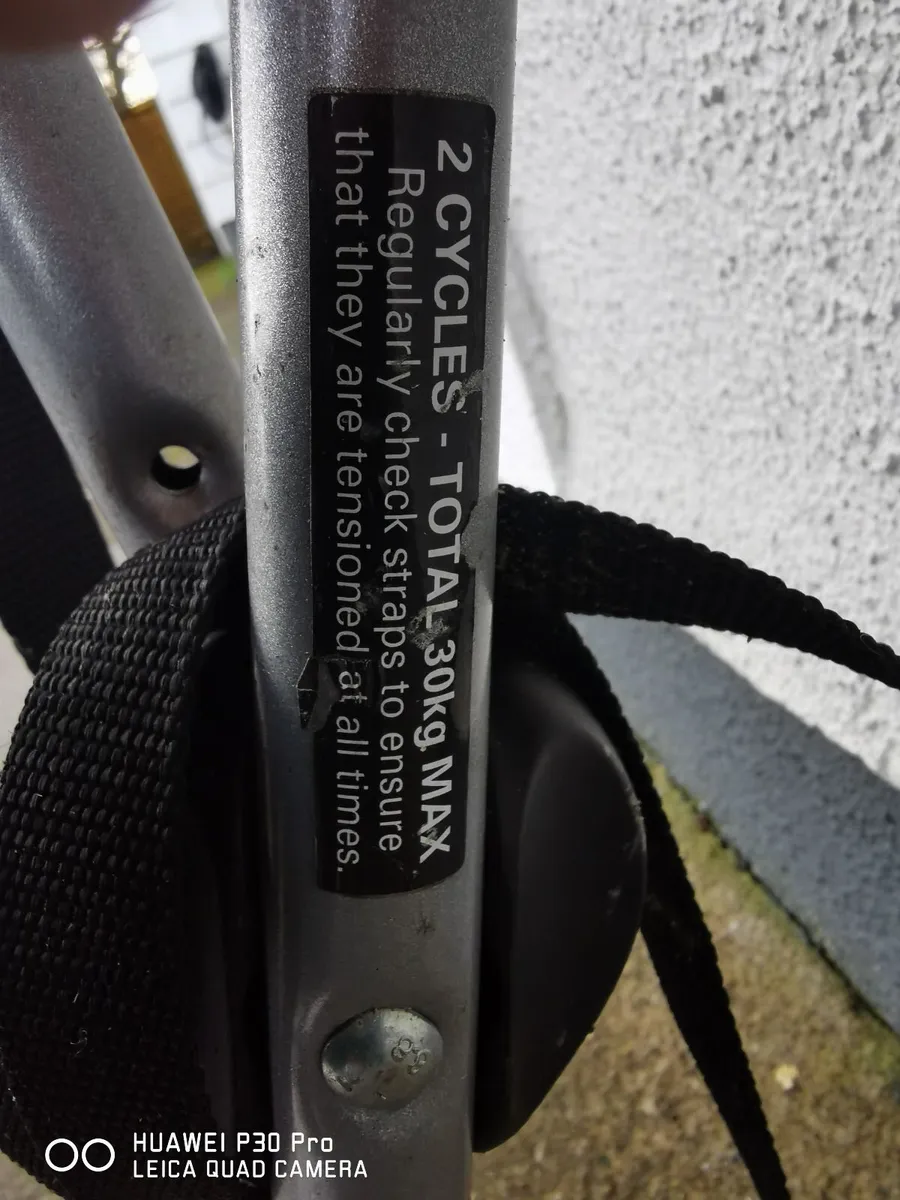 2 CYCLES - TOTAL 30kg MAX
Regularly check straps to ensure
that they are tensioned at all times.
HUAWEI P30 Pro
LEICA QUAD CAMERA